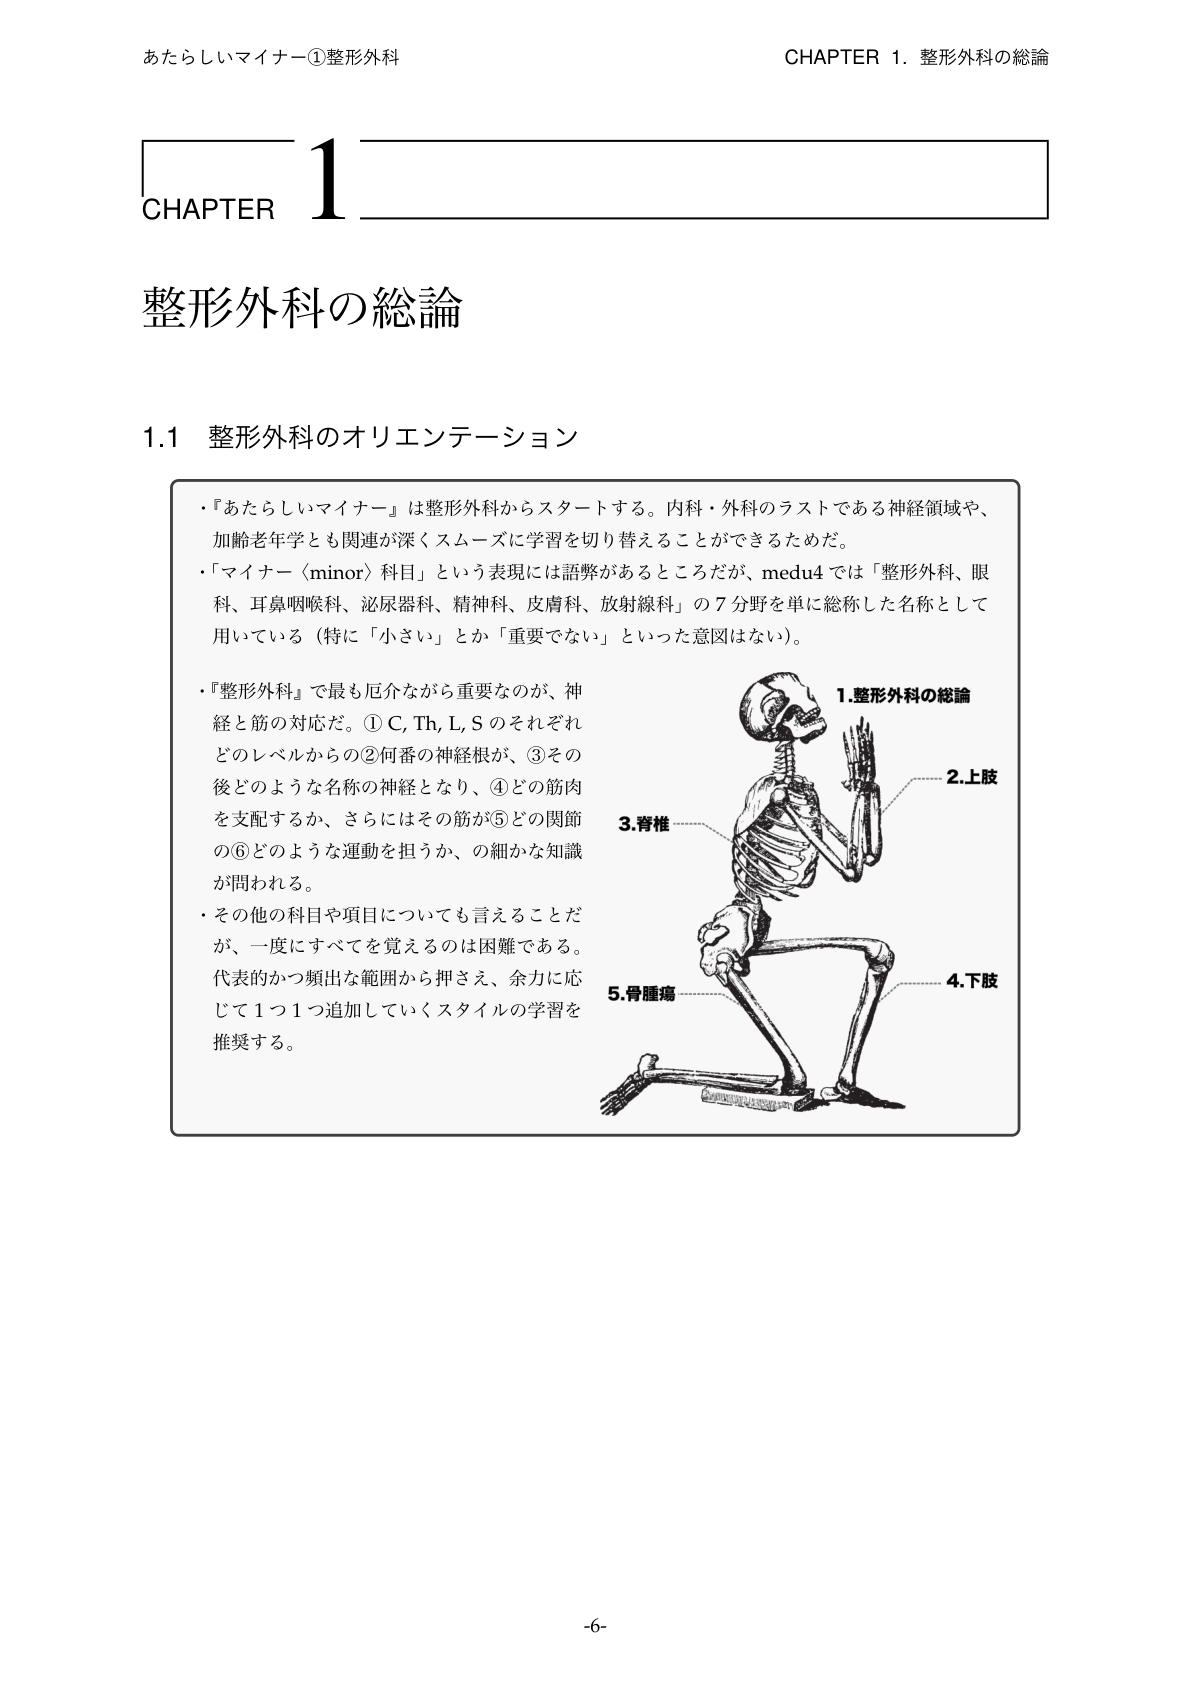 あたらしいマイナー①整形外科
CHAPTER 1. 整形外科の総論
CHAPTER 1
整形外科の総論
1.1 整形外科のオリエンテーション
・『あたらしいマイナー』は整形外科からスタートする。内科・外科のラストである神経領域や、
加齢老年学とも関連が深くスムーズに学習を切り替えることができるためだ。
・「マイナー〈minor〉科目」という表現には語弊があるところだが、medu4 では「整形外科、眼
科、耳鼻咽喉科、泌尿器科、精神科、皮膚科、放射線科」の 7 分野を単に総称した名称として
用いている（特に「小さい」とか「重要でない」といった意図はない）。
・『整形外科』で最も厄介ながら重要なのが、神
経と筋の対応だ。① C, Th, L, S のそれぞれ
どのレベルからの②何番の神経根が、③その
後どのような名称の神経となり、④どの筋肉
を支配するか、さらにはその筋が⑤どの関節
の⑥どのような運動を担うか、の細かな知識
が問われる。
・その他の科目や項目についても言えることだ
が、一度にすべてを覚えるのは困難である。
代表的かつ頻出な範囲から押さえ、余力に応
じて 1 つ 1 つ追加していくスタイルの学習を
推奨する。
1.整形外科の総論
2.上肢
3.脊椎
4.下肢
5.骨腫瘍
-6-